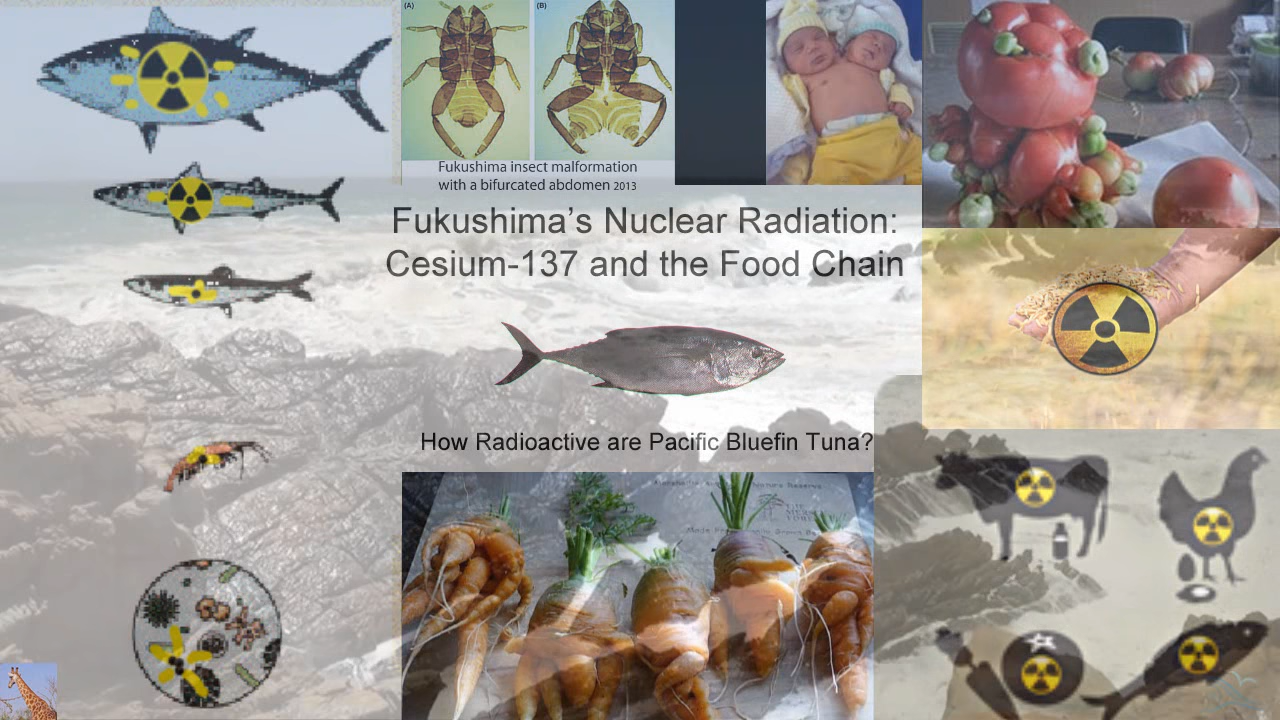 (A)
(B)
Fukushima insect malformation
with a bifurcated abdomen 2013
Fukushima’s Nuclear Radiation:
Cesium-137 and the Food Chain
How Radioactive are Pacific Bluefin Tuna?